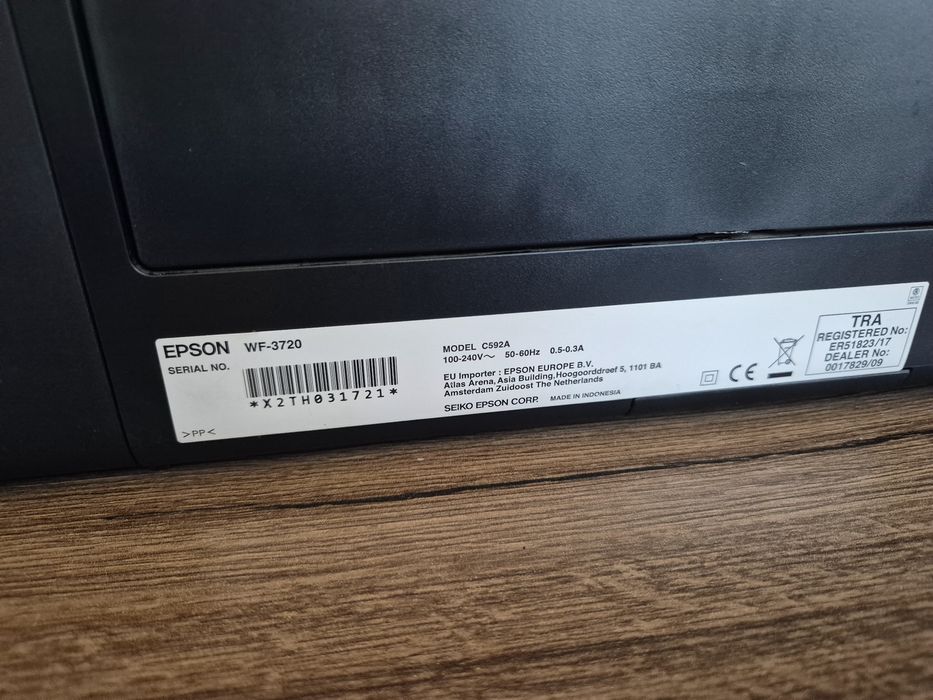 EPSON WF-3720
SERIAL NO.
*X2TH031721*
>PP<
MODEL C592A
100-240V～ 50-60Hz 0.5-0.3A
EU Importer : EPSON EUROPE B.V.
Atlas Arena, Asia Building,Hoogoorddreef 5, 1101 BA
Amsterdam Zuidoost The Netherlands
SEIKO EPSON CORP. MADE IN INDONESIA
CE
TRA
REGISTERED No:
ER51823/17
DEALER No:
0017829/09